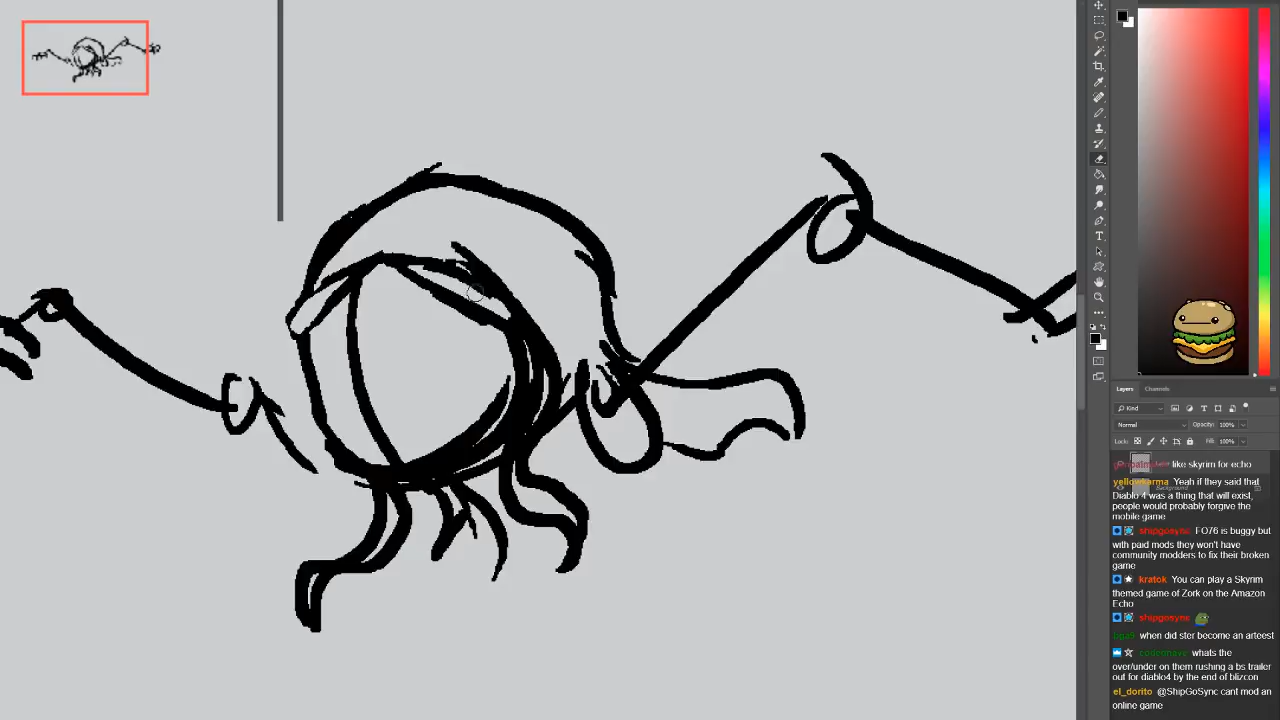 Layers Channels
Kind
Normal Opacity: 100%
Lock: Fill: 100%
like skyrim for echo
Background
yellowkarma Yeah if they said that
Diablo 4 was a thing that will exist,
people would probably forgive the
mobile game
shipgosync FO76 is buggy but
with paid mods they won't have
community modders to fix their broken
game
kratok You can play a Skyrim
themed game of Zork on the Amazon
Echo
shipgosync
when did ster become an arteest
whats the
over/under on them rushing a bs trailer
out for diablo4 by the end of blizcon
el_dorito @ShipGoSync cant mod an
online game